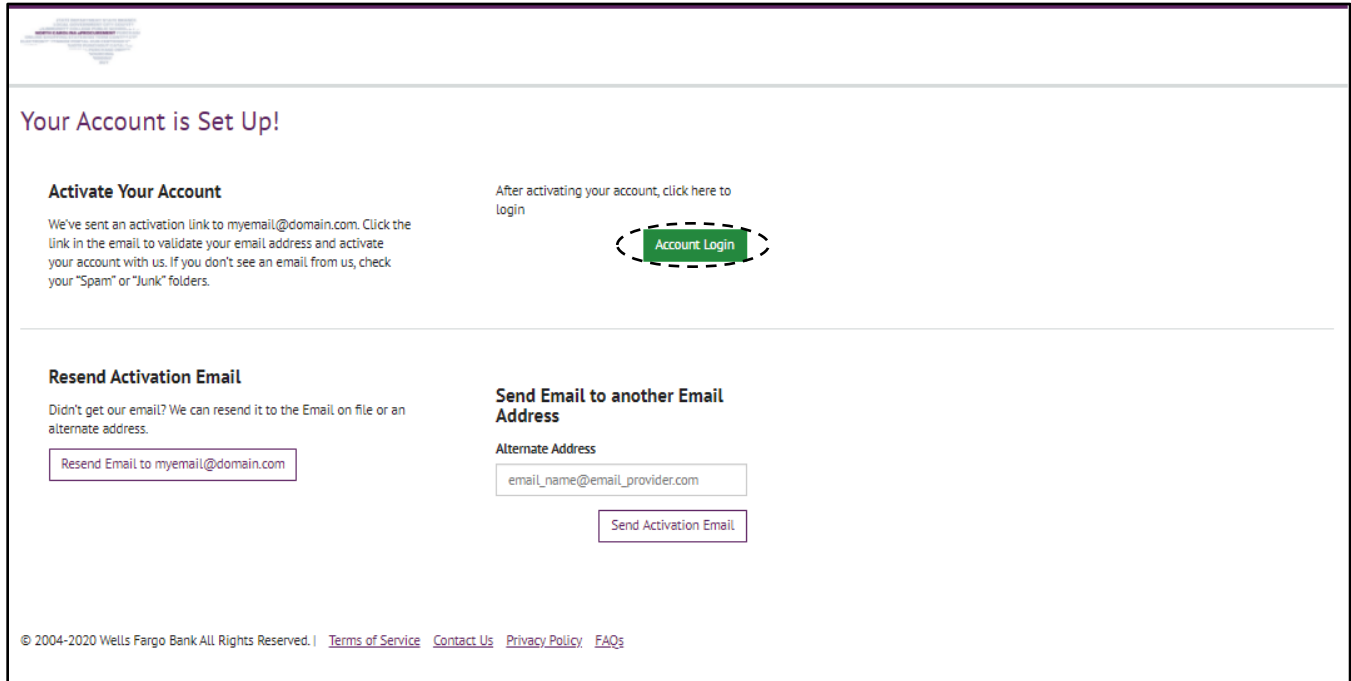 NORTH CAROLINA ePROCUREMENT
Your Account is Set Up!
Activate Your Account
We've sent an activation link to myemail@domain.com. Click the
link in the email to validate your email address and activate
your account with us. If you don't see an email from us, check
your “Spam” or “Junk” folders.
After activating your account, click here to
login
Account Login
Resend Activation Email
Didn't get our email? We can resend it to the Email on file or an
alternate address.
Resend Email to myemail@domain.com
Send Email to another Email
Address
Alternate Address
email_name@email_provider.com
Send Activation Email
© 2004-2020 Wells Fargo Bank All Rights Reserved. | Terms of Service Contact Us Privacy Policy FAQs